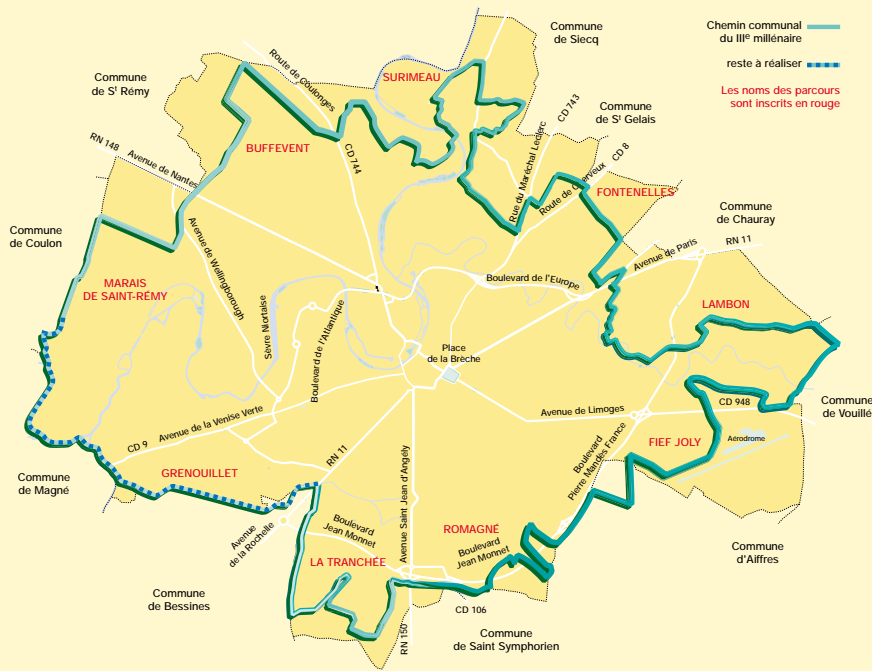 Commune
de Siecq
Chemin communal
du IIIe millénaire
reste à réaliser
Les noms des parcours
sont inscrits en rouge
Commune
de St Rémy
Route de Coulonges
SURIMEAU
CD 743
Commune
de St Gelais
RN 148
Avenue de Nantes
BUFFEVENT
CD 744
Rue du Maréchal Leclerc
Route de Cherveux
CD 8
FONTENELLES
Commune
de Chauray
Commune
de Coulon
Avenue de Wellingborough
Avenue de Paris
RN 11
MARAIS
DE SAINT-RÉMY
Sèvre Niortaise
Boulevard de l'Atlantique
Boulevard de l'Europe
LAMBON
Place
de la Brèche
Commune
de Vouillé
CD 9
Avenue de la Venise Verte
Avenue de Limoges
CD 948
FIEF JOLY
Aérodrome
Commune
de Magné
GRENOUILLET
RN 11
Avenue Saint Jean d'Angely
Boulevard
Pierre Mandès France
Avenue
de la Rochelle
Boulevard
Jean Monnet
ROMAGNÉ
Boulevard
Jean Monnet
LA TRANCHÉE
Commune
d'Aiffres
Commune
de Bessines
CD 106
RN 150
Commune
de Saint Symphorien